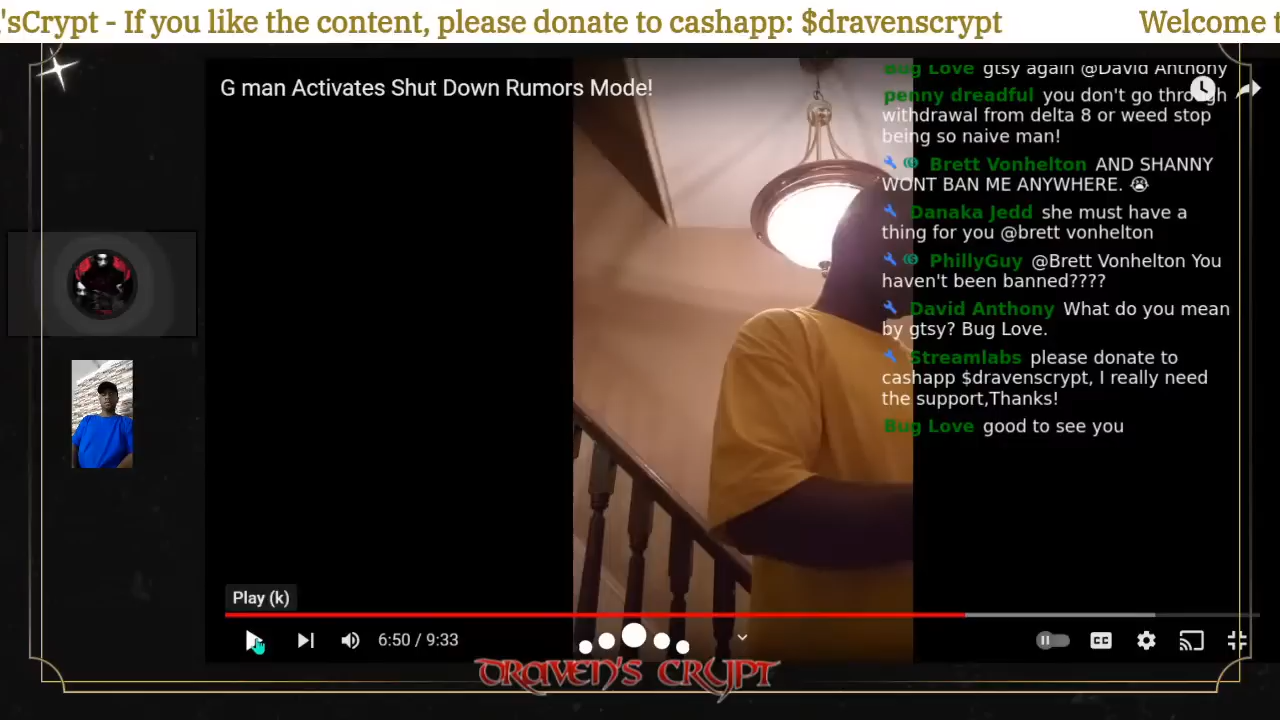 'sCrypt - If you like the content, please donate to cashapp: $dravenscrypt
Welcome t
G man Activates Shut Down Rumors Mode!
Bug Love gtsy again @David Anthony
penny dreadful you don't go through
withdrawal from delta 8 or weed stop
being so naive man!
Brett Vonhelton AND SHANNY
WONT BAN ME ANYWHERE. 😭
Danaka Jedd she must have a
thing for you @brett vonhelton
PhillyGuy @Brett Vonhelton You
haven't been banned????
David Anthony What do you mean
by gtsy? Bug Love.
Streamlabs please donate to
cashapp $dravenscrypt, I really need
the support,Thanks!
Bug Love good to see you
Play (k)
6:50 / 9:33
CC
DRAVEN'S CRYPT